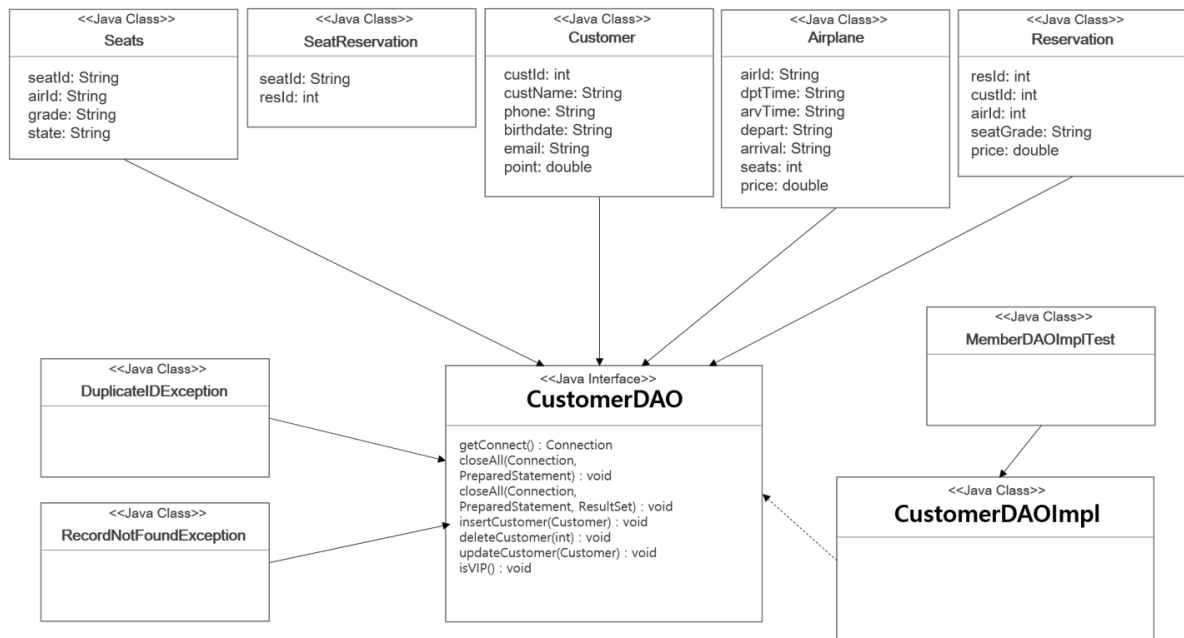 <<Java Class>>
Seats
seatId: String
airId: String
grade: String
state: String
<<Java Class>>
SeatReservation
seatId: String
resId: int
<<Java Class>>
Customer
custId: int
custName: String
phone: String
birthdate: String
email: String
point: double
<<Java Class>>
Airplane
airId: String
dptTime: String
arvTime: String
depart: String
arrival: String
seats: int
price: double
<<Java Class>>
Reservation
resId: int
custId: int
airId: int
seatGrade: String
price: double
<<Java Class>>
DuplicateIDException
<<Java Class>>
RecordNotFoundException
<<Java Interface>>
CustomerDAO
getConnect() : Connection
closeAll(Connection,
PreparedStatement) : void
closeAll(Connection,
PreparedStatement, ResultSet) : void
insertCustomer(Customer) : void
deleteCustomer(int) : void
updateCustomer(Customer) : void
isVIP() : void
<<Java Class>>
MemberDAOImplTest
<<Java Class>>
CustomerDAOImpl